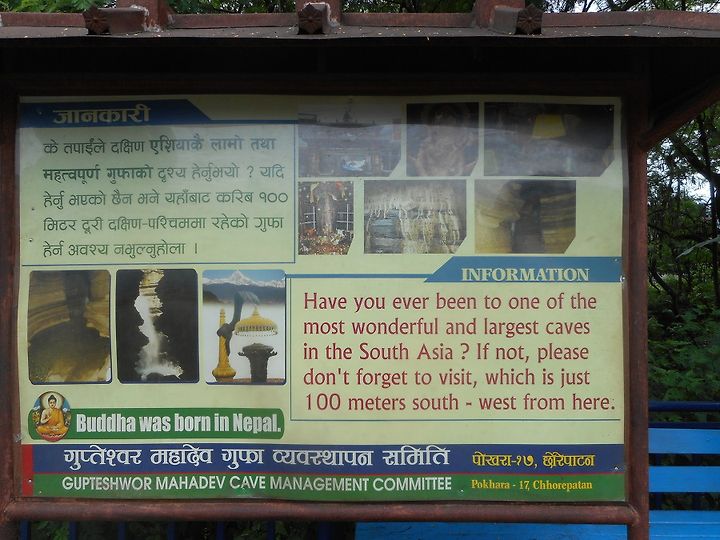 जानकारी
के तपाईंले दक्षिण एशियाकै लामो तथा
महत्वपूर्ण गुफाको दृश्य हेर्नुभयो ? यदि
हेर्नु भएको छैन भने यहाँबाट करिब १००
मिटर दूरी दक्षिण-पश्चिममा रहेको गुफा
हेर्न अवश्य नभुल्नुहोला ।
INFORMATION
Have you ever been to one of the
most wonderful and largest caves
in the South Asia ? If not, please
don't forget to visit, which is just
100 meters south - west from here.
Buddha was born in Nepal.
गुप्तेश्वर महादेव गुफा व्यवस्थापन समिति पोखरा-१७, छोरेपाटन
GUPTESHWOR MAHADEV CAVE MANAGEMENT COMMITTEE Pokhara - 17, Chhorepatan